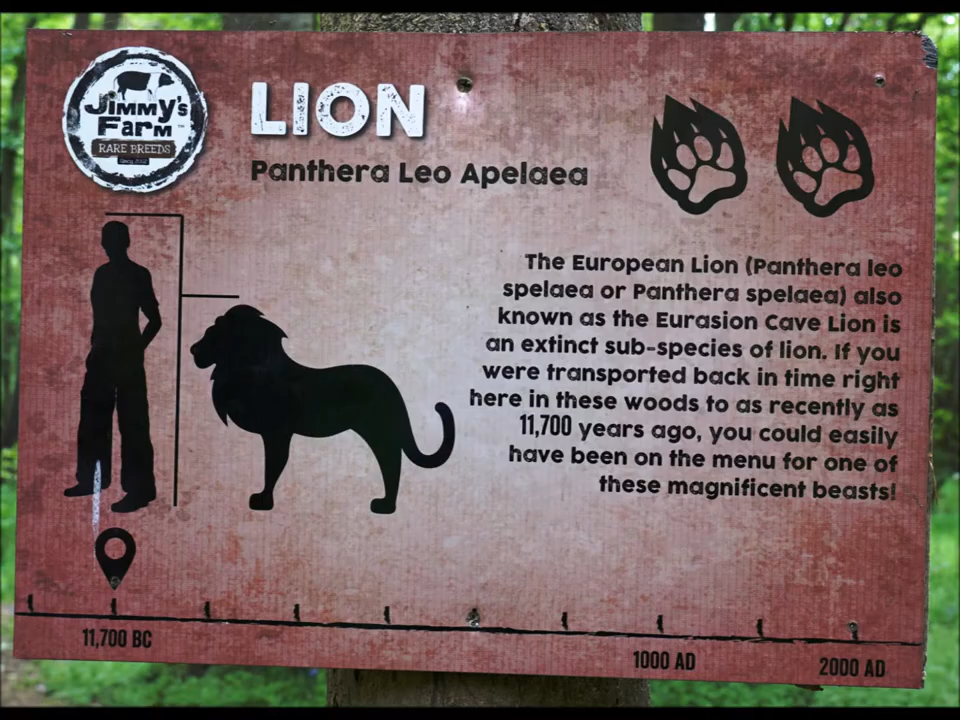 Jimmy's
Farm
RARE BREEDS
LION
Panthera Leo Apelaea
The European Lion (Panthera leo
spelaea or Panthera spelaea) also
known as the Eurasion Cave Lion is
an extinct sub-species of lion. If you
were transported back in time right
here in these woods to as recently as
11,700 years ago, you could easily
have been on the menu for one of
these magnificent beasts!
11,700 BC
1000 AD
2000 AD